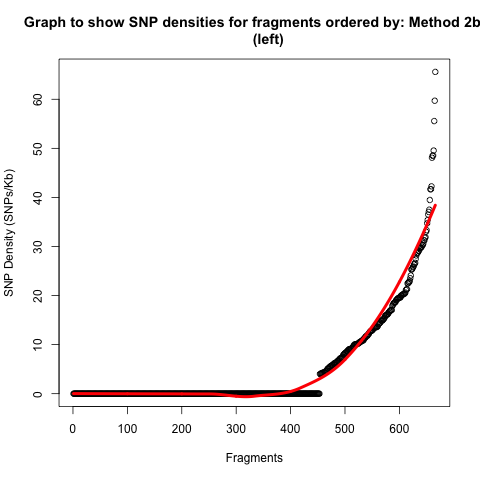 Graph to show SNP densities for fragments ordered by: Method 2b
(left)
60
50
40
30
20
10
0
SNP Density (SNPs/Kb)
0 100 200 300 400 500 600
Fragments